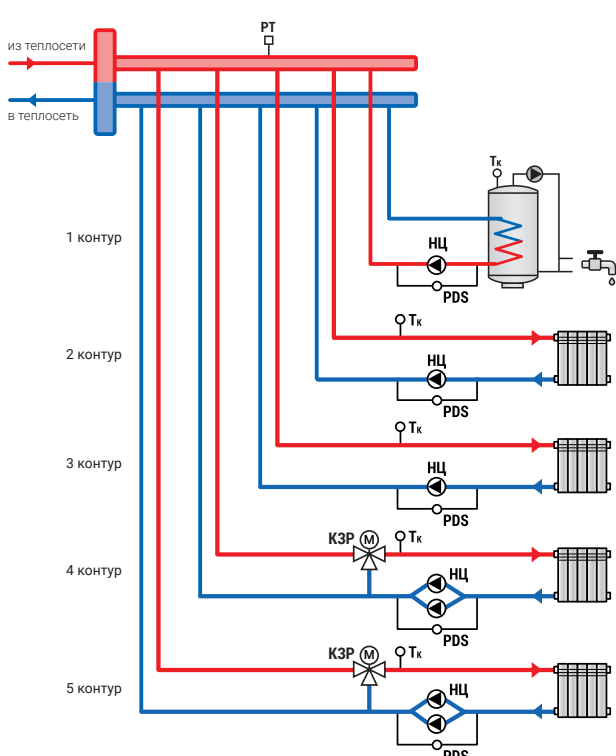 РТ
из теплосети
в теплосеть
Тк
1 контур
НЦ
PDS
Тк
2 контур
НЦ
PDS
Тк
3 контур
НЦ
PDS
КЗР
М
Тк
4 контур
НЦ
PDS
КЗР
М
Тк
5 контур
НЦ
PDS